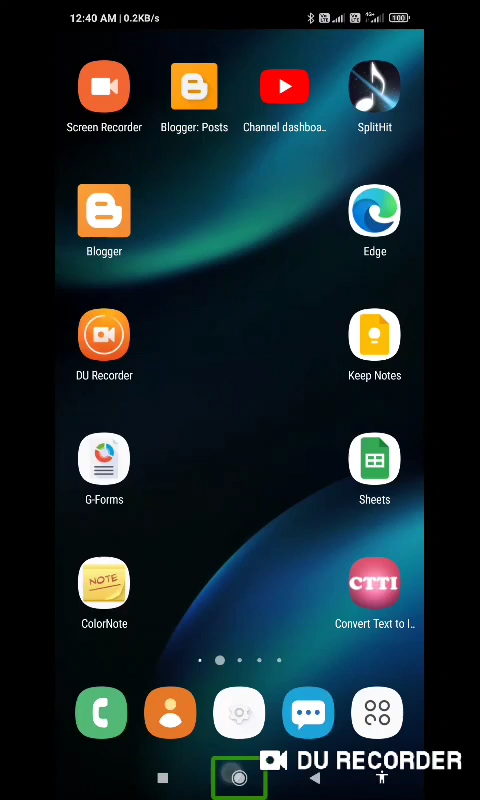 12:40 AM | 0.2KB/s
100
Screen Recorder
Blogger: Posts
Channel dashboa..
SplitHit
Blogger
Edge
DU Recorder
Keep Notes
G-Forms
Sheets
NOTE
CTTI
ColorNote
Convert Text to I..
DU RECORDER